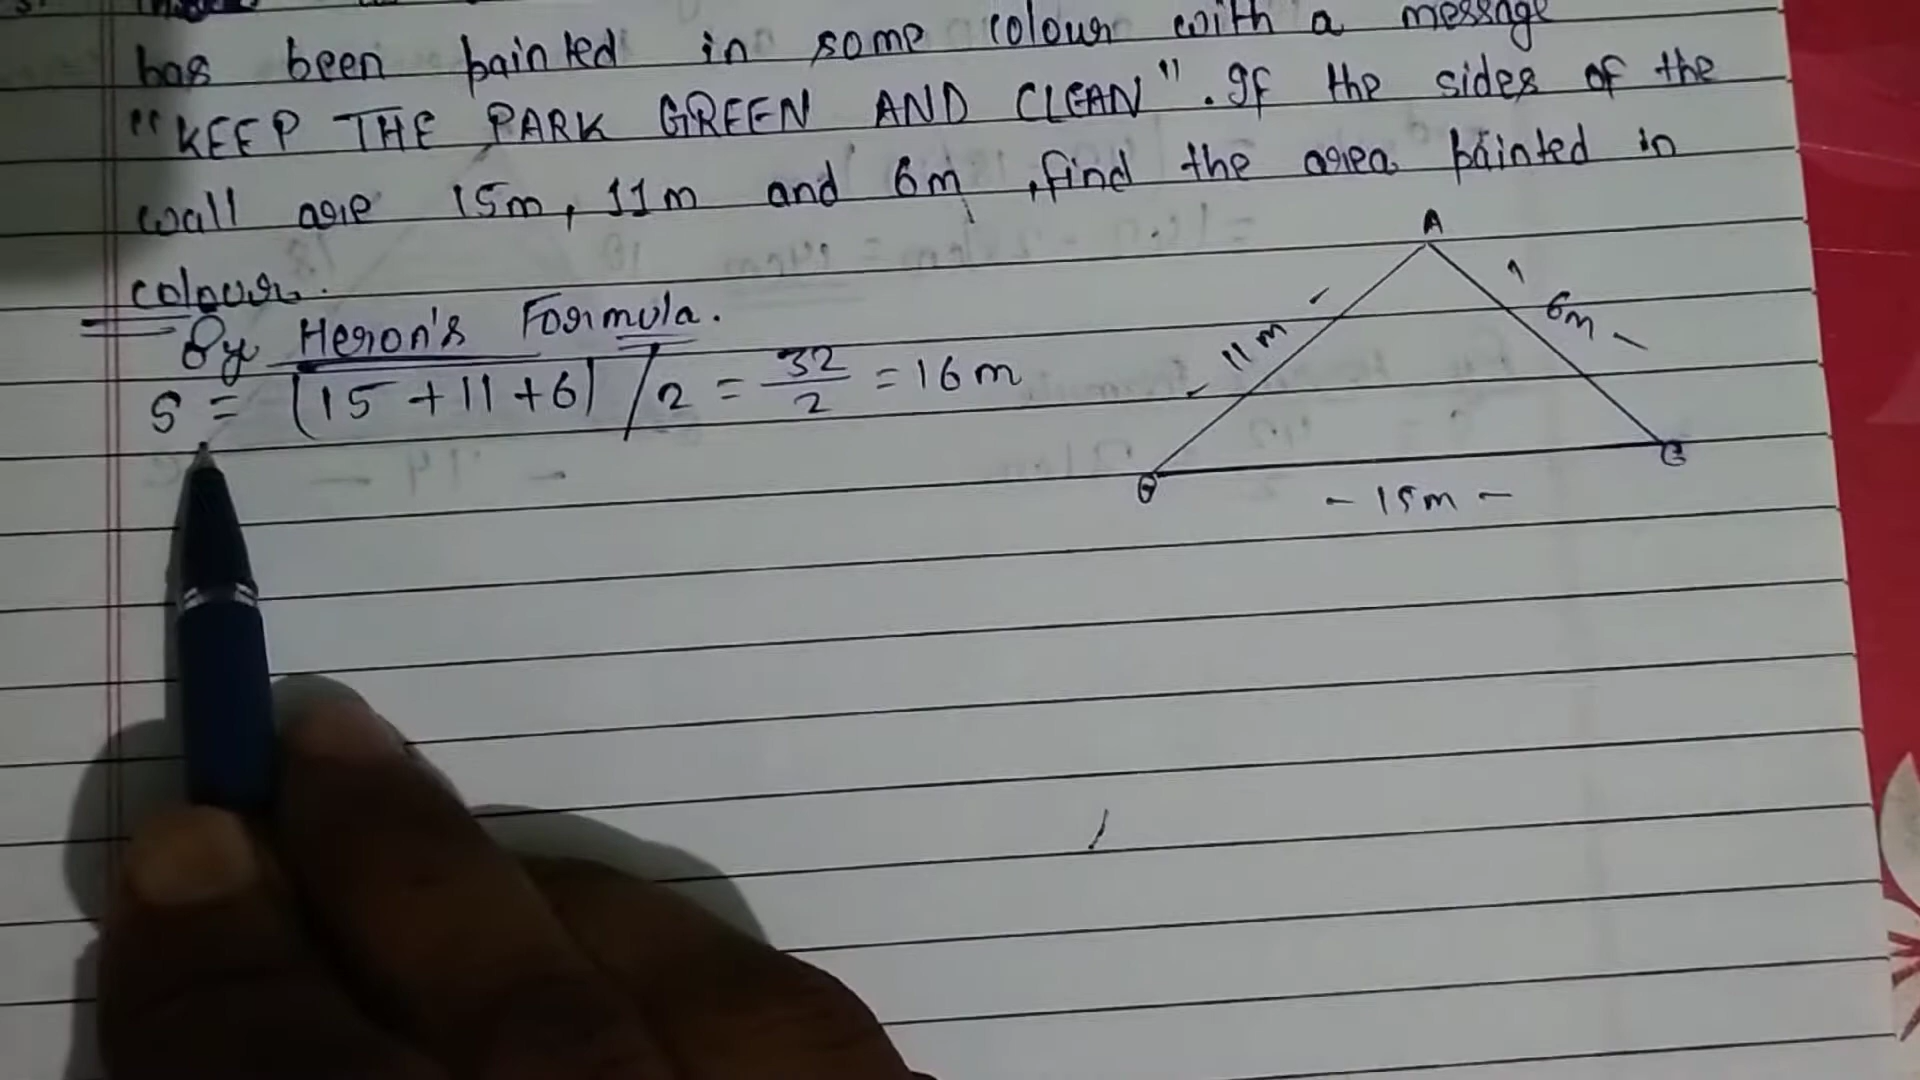 has been painted in some colour with a message
"KEEP THE PARK GREEN AND CLEAN". If the sides of the
wall are 15m, 11m and 6m, find the area painted in
colour.
By Heron's Formula.
S = (15 + 11 + 6) / 2 = 32/2 = 16 m
A
11 m
6m
B
C
- 15m -